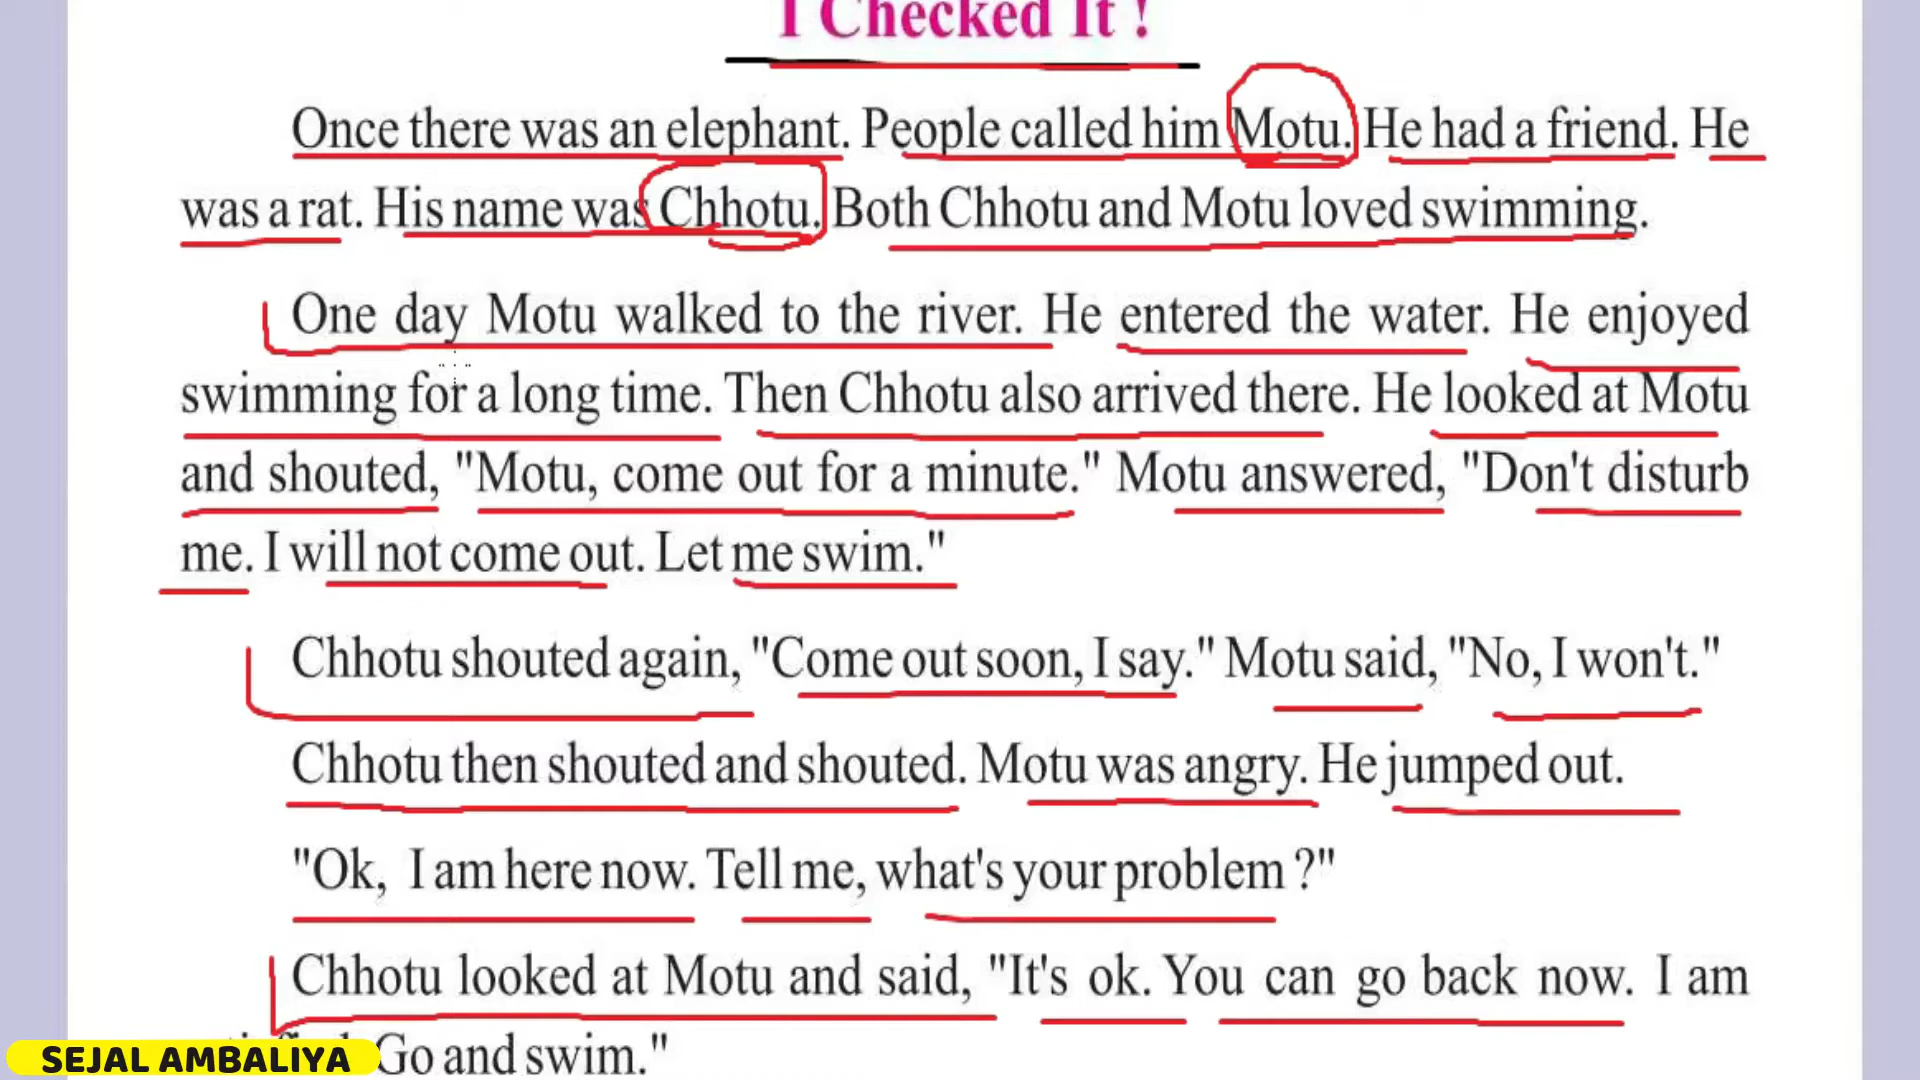 I Checked It !
Once there was an elephant. People called him Motu. He had a friend. He
was a rat. His name was Chhotu. Both Chhotu and Motu loved swimming.
One day Motu walked to the river. He entered the water. He enjoyed
swimming for a long time. Then Chhotu also arrived there. He looked at Motu
and shouted, "Motu, come out for a minute." Motu answered, "Don't disturb
me. I will not come out. Let me swim."
Chhotu shouted again, "Come out soon, I say." Motu said, "No, I won't."
Chhotu then shouted and shouted. Motu was angry. He jumped out.
"Ok, I am here now. Tell me, what's your problem ?"
Chhotu looked at Motu and said, "It's ok. You can go back now. I am
Go and swim."
SEJAL AMBALIYA